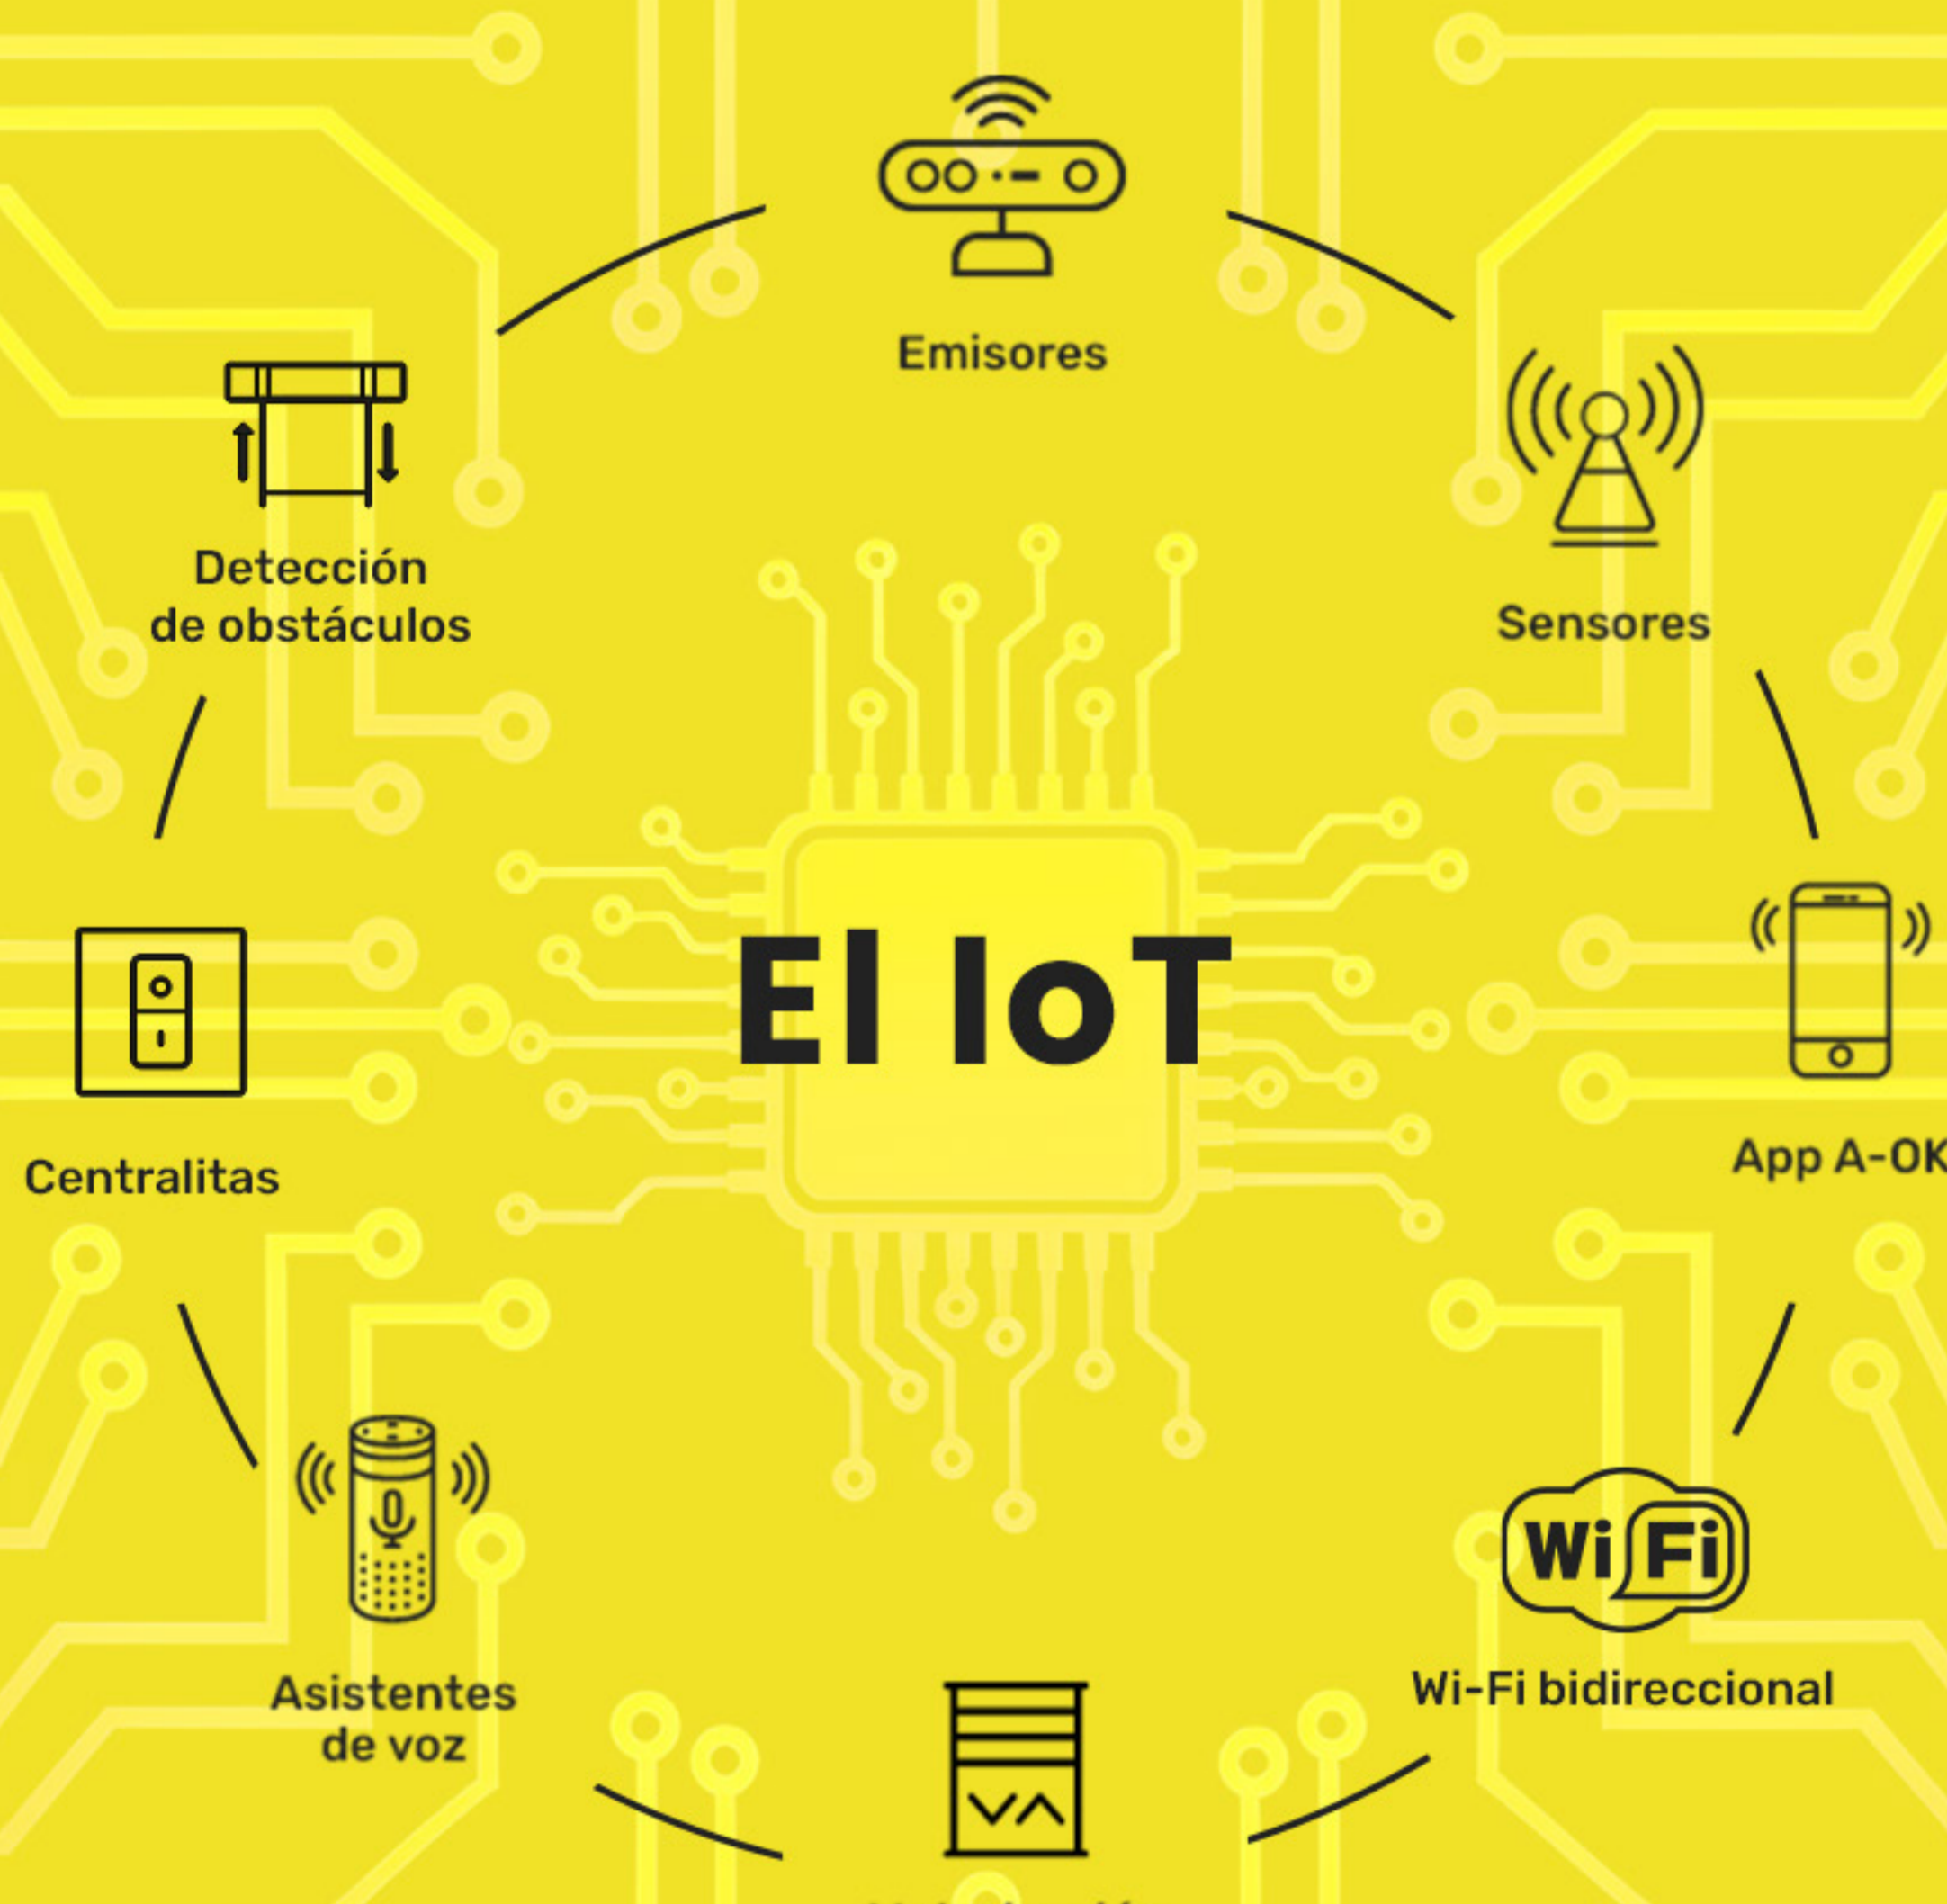 Emisores
Detección
de obstáculos
Sensores
El IoT
Centralitas
App A-OK
Wi Fi
Wi-Fi bidireccional
Asistentes
de voz